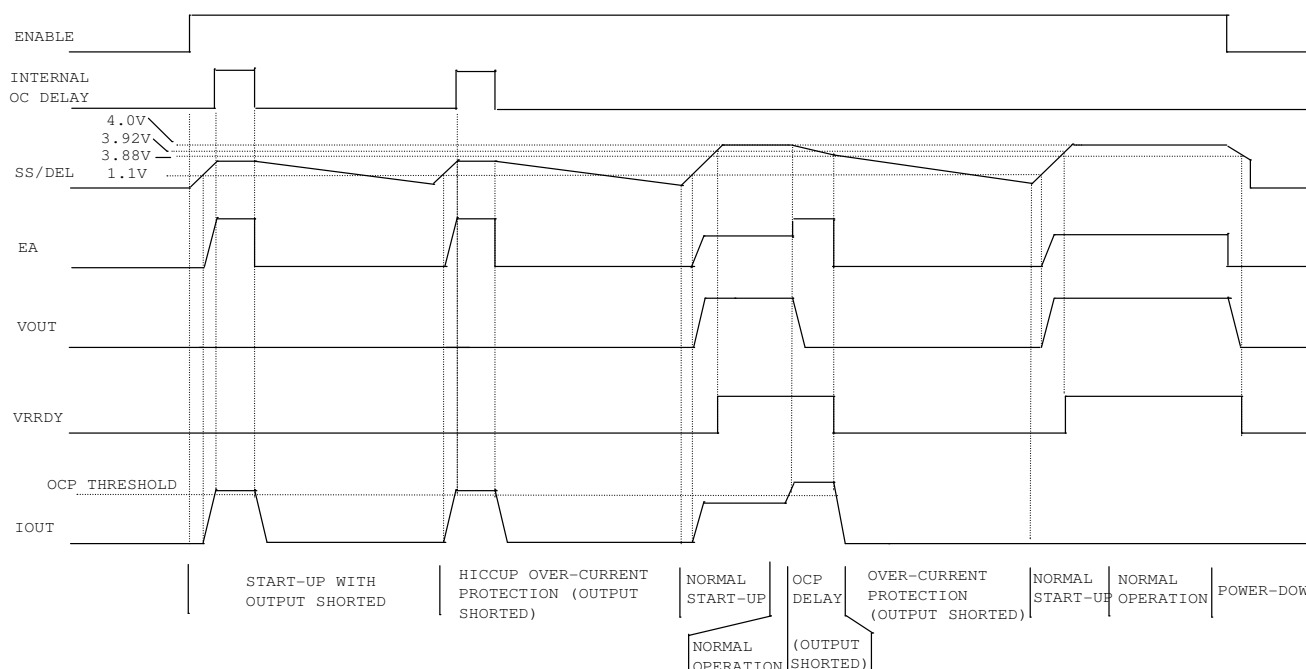 ENABLE
INTERNAL
OC DELAY
4.0V
3.92V
3.88V
1.1V
SS/DEL
EA
VOUT
VRRDY
OCP THRESHOLD
IOUT
START-UP WITH
OUTPUT SHORTED
HICCUP OVER-CURRENT
PROTECTION (OUTPUT
SHORTED)
NORMAL
START-UP
NORMAL
OPERATION
OCP
DELAY
(OUTPUT
SHORTED)
OVER-CURRENT
PROTECTION
(OUTPUT SHORTED)
NORMAL
START-UP
NORMAL
OPERATION
POWER-DOW